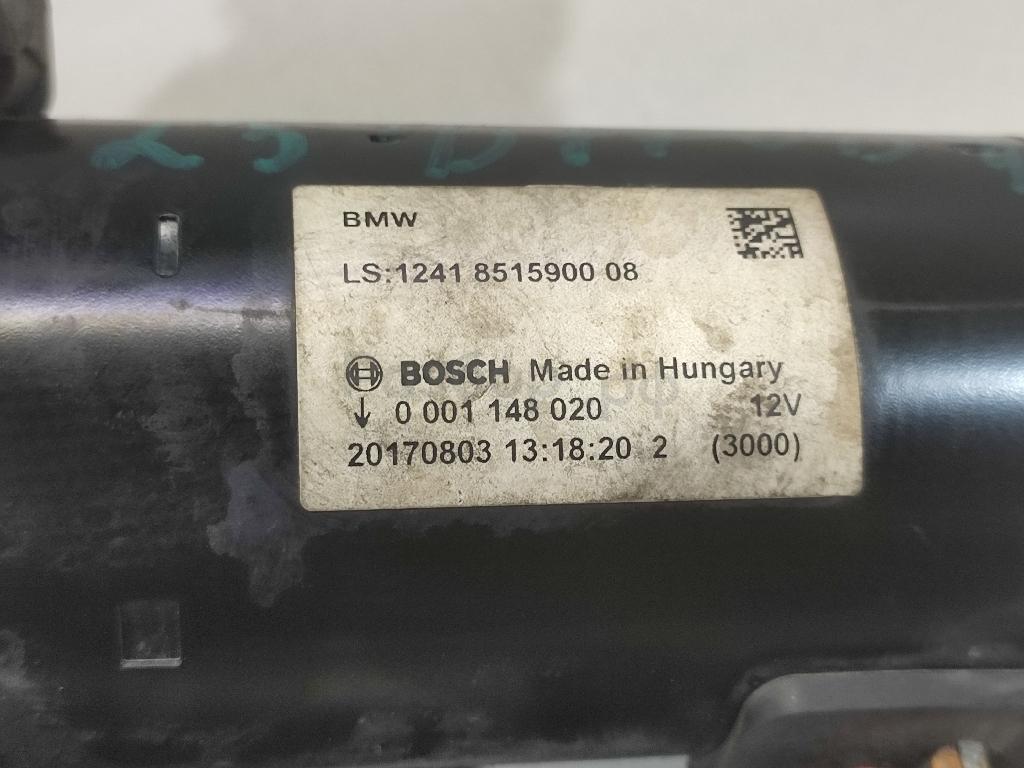 BMW
LS:1241 8515900 08
BOSCH Made in Hungary
0 001 148 020 12V
20170803 13:18:20 2 (3000)